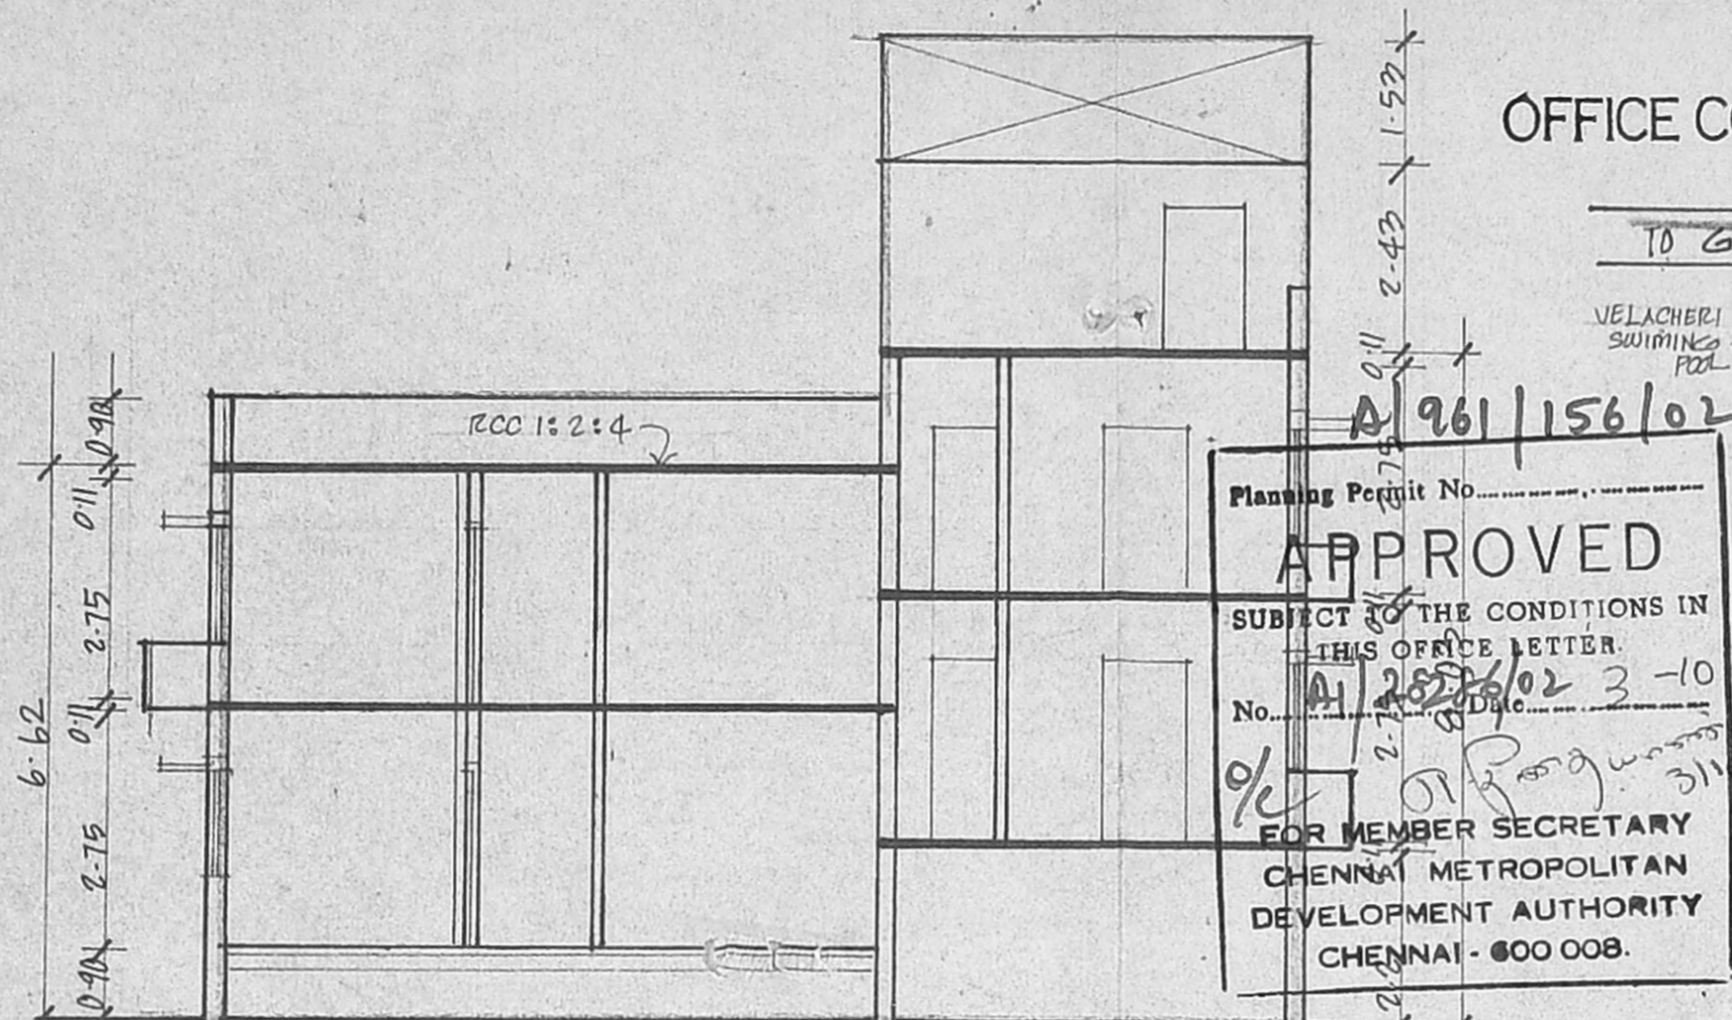 OFFICE CO
TO G
VELACHERI
SWIMING
POOL
A/961/156/02
Planning Permit No
APPROVED
SUBJECT TO THE CONDITIONS IN
THIS OFFICE LETTER.
No. Date 3-10
O/C
FOR MEMBER SECRETARY
CHENNAI METROPOLITAN
DEVELOPMENT AUTHORITY
CHENNAI - 600 008.
RCC 1:2:4
0.90
0.11
2.75
0.11
2.75
0.90
6.62
1.53
2.43
0.11